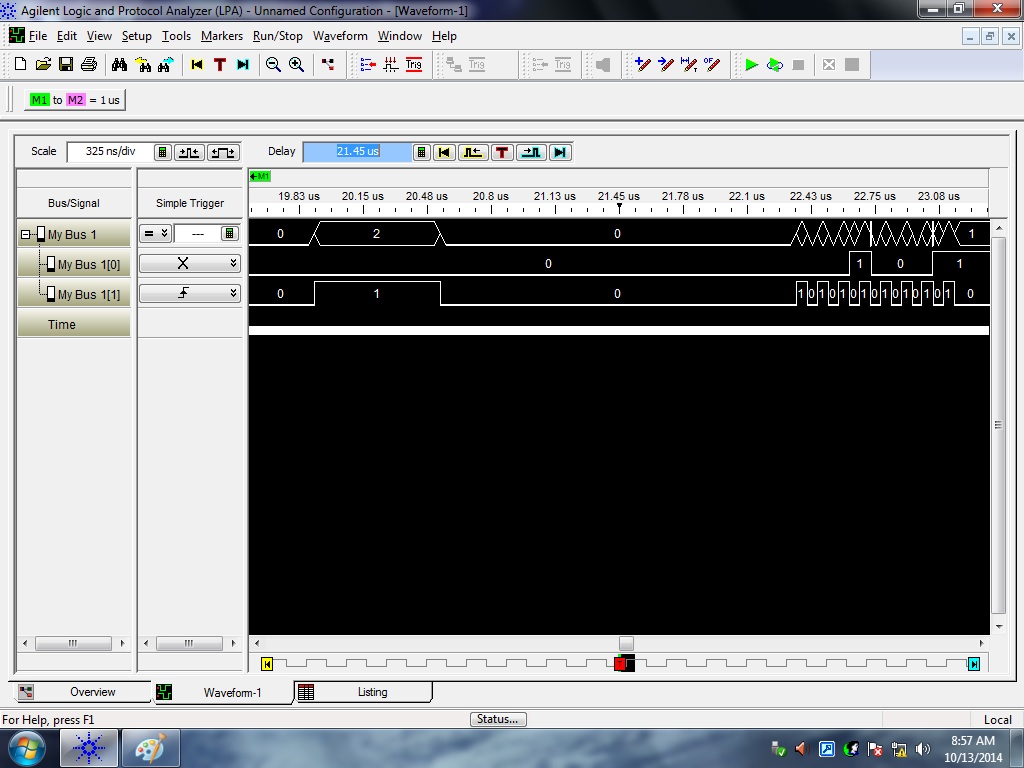 Agilent Logic and Protocol Analyzer (LPA) - Unnamed Configuration - [Waveform-1]
File Edit View Setup Tools Markers Run/Stop Waveform Window Help
T Trig Trig Trig
M1 to M2 = 1 us
Scale 325 ns/div Delay 21.45 us T
M1
Bus/Signal Simple Trigger 19.83 us 20.15 us 20.48 us 20.8 us 21.13 us 21.45 us 21.78 us 22.1 us 22.43 us 22.75 us 23.08 us
My Bus 1 = --- 0 2 0 1
My Bus 1[0] X 0 1 0 1
My Bus 1[1] 0 1 0 1 0 1 0 1 0 1 0 1 0 1 0 1 0 1 0
Time
Overview Waveform-1 Listing
For Help, press F1 Status... Local
8:57 AM
10/13/2014